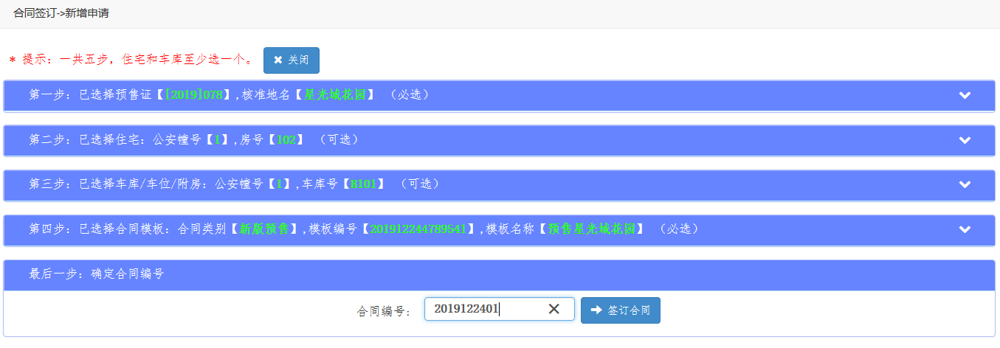 合同签订->新增申请
* 提示：一共五步，住宅和车库至少选一个。 关闭
第一步：已选择预售证【[2019]078】,核准地名【星光域花园】 （必选）
第二步：已选择住宅：公安幢号【1】,房号【102】 （可选）
第三步：已选择车库/车位/附房：公安幢号【1】,车库号【B101】 （可选）
第四步：已选择合同模板：合同类别【新版预售】,模板编号【201912244789541】,模板名称【预售星光域花园】 （必选）
最后一步：确定合同编号
合同编号： 2019122401 签订合同